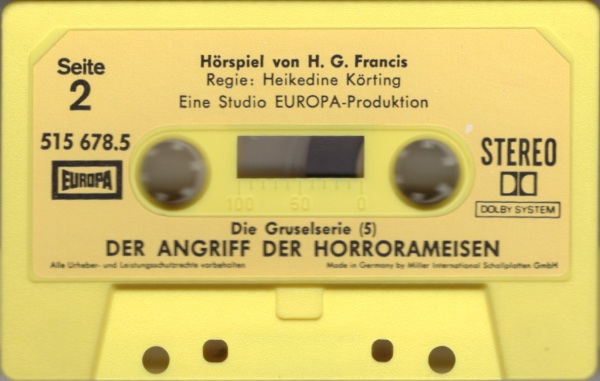 Seite
2
Hörspiel von H. G. Francis
Regie: Heikedine Körting
Eine Studio EUROPA-Produktion
515 678.5
EUROPA
STEREO
DOLBY SYSTEM
100 50 0
Die Gruselserie (5)
DER ANGRIFF DER HORRORAMEISEN
Alle Urheber- und Leistungsschutzrechte vorbehalten
Made in Germany by Miller International Schallplatten GmbH